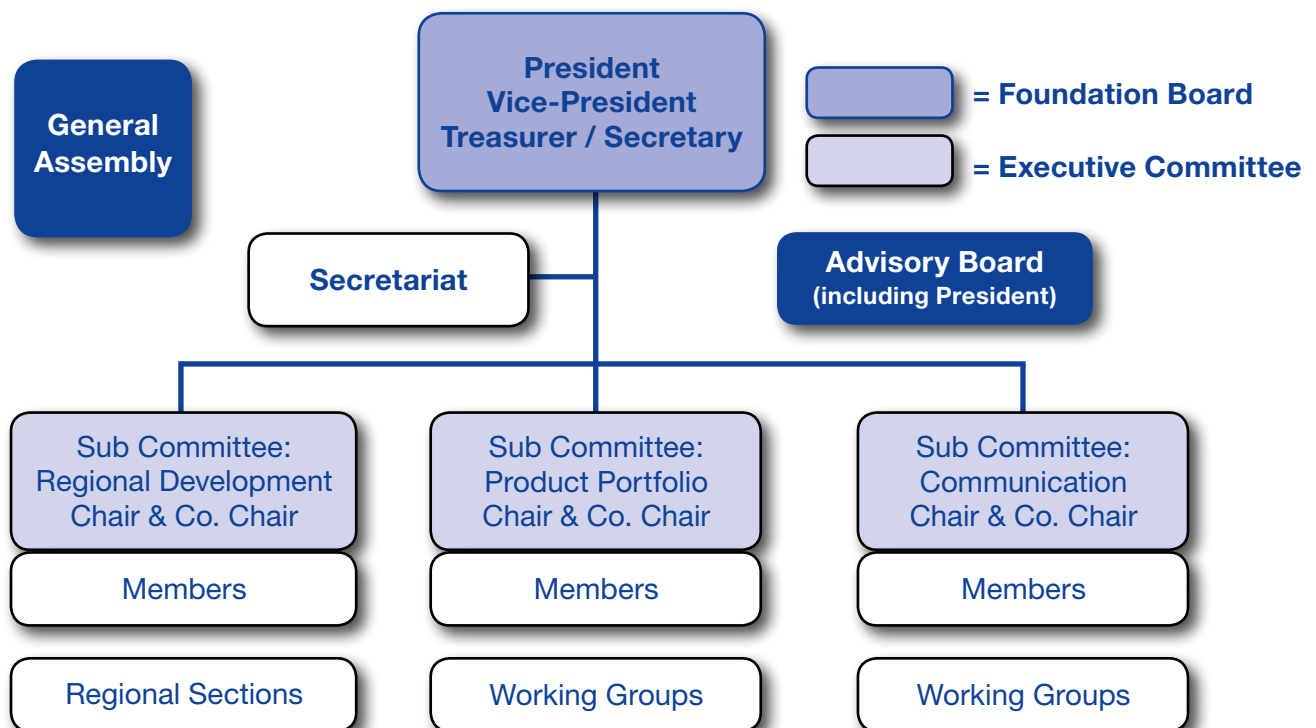 President
Vice-President
Treasurer / Secretary
General
Assembly
= Foundation Board
= Executive Committee
Secretariat
Advisory Board
(including President)
Sub Committee:
Regional Development
Chair & Co. Chair
Members
Regional Sections
Sub Committee:
Product Portfolio
Chair & Co. Chair
Members
Working Groups
Sub Committee:
Communication
Chair & Co. Chair
Members
Working Groups